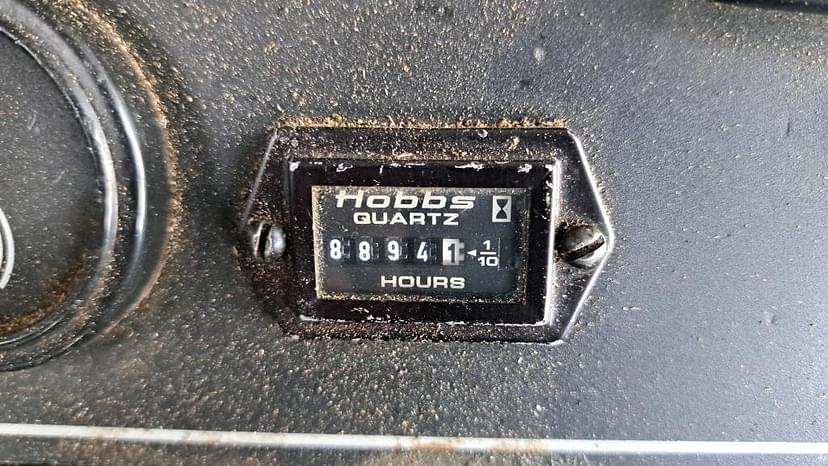 Hobbs
QUARTZ
88941 ◄ 1/10
HOURS